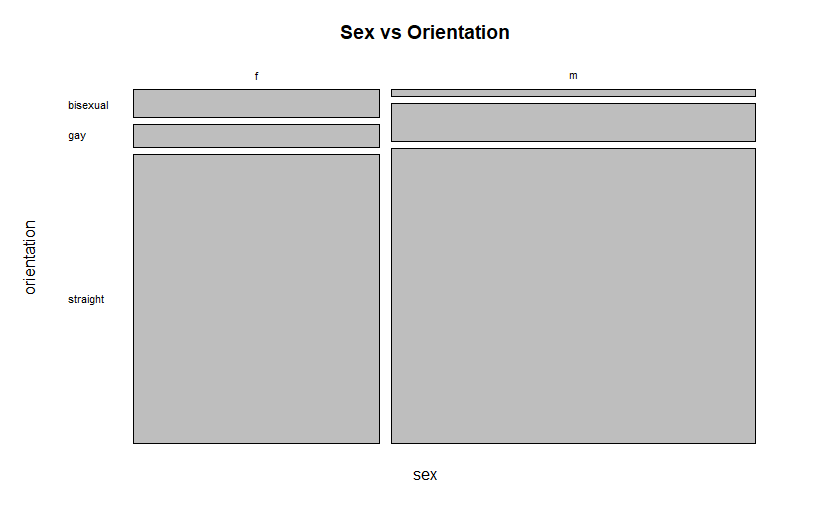 Sex vs Orientation
f
m
bisexual
gay
straight
orientation
sex